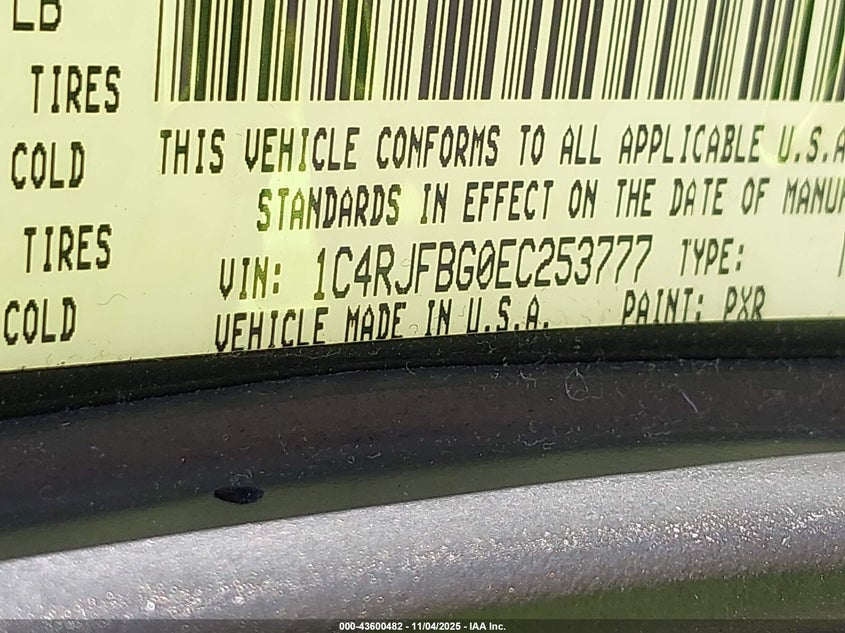 LB
TIRES
COLD
TIRES
COLD
THIS VEHICLE CONFORMS TO ALL APPLICABLE U.S.A
STANDARDS IN EFFECT ON THE DATE OF MANUF
VIN: 1C4RJFBG0EC253777 TYPE:
VEHICLE MADE IN U.S.A. PAINT: PXR
000-43600482 - 11/04/2025 - IAA Inc.